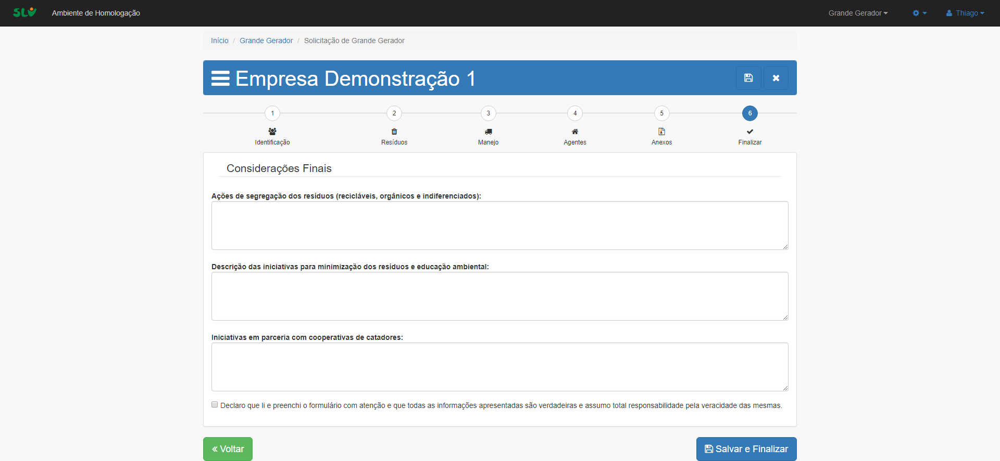 SLU Ambiente de Homologação Grande Gerador Thiago
Início / Grande Gerador / Solicitação de Grande Gerador
Empresa Demonstração 1
1 2 3 4 5 6
Identificação Resíduos Manejo Agentes Anexos Finalizar
Considerações Finais
Ações de segregação dos resíduos (recicláveis, orgânicos e indiferenciados):
Descrição das iniciativas para minimização dos resíduos e educação ambiental:
Iniciativas em parceria com cooperativas de catadores:
Declaro que li e preenchi o formulário com atenção e que todas as informações apresentadas são verdadeiras e assumo total responsabilidade pela veracidade das mesmas.
« Voltar Salvar e Finalizar